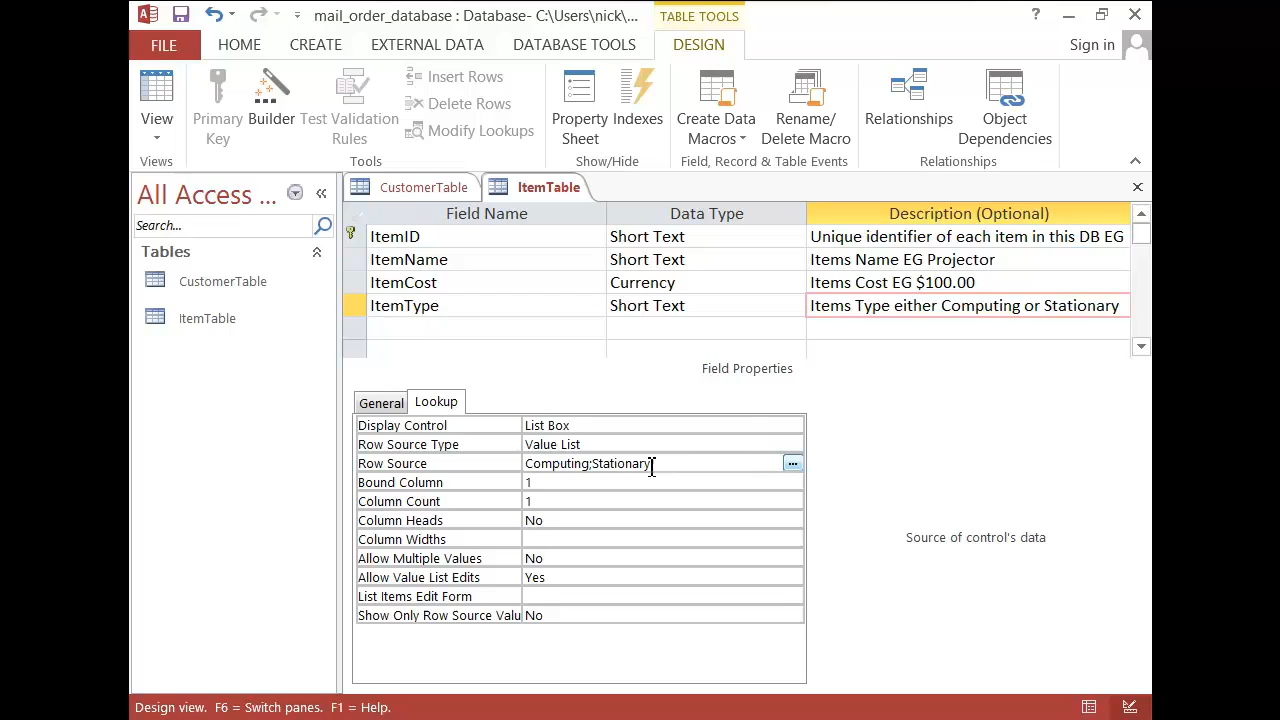 mail_order_database : Database- C:\Users\nick\...
TABLE TOOLS
?
FILE
HOME
CREATE
EXTERNAL DATA
DATABASE TOOLS
DESIGN
Sign in
View
Primary Key
Builder
Test Validation Rules
Insert Rows
Delete Rows
Modify Lookups
Property Sheet
Indexes
Create Data Macros
Rename/ Delete Macro
Relationships
Object Dependencies
Views
Tools
Show/Hide
Field, Record & Table Events
Relationships
All Access ...
Search...
Tables
CustomerTable
ItemTable
CustomerTable
ItemTable
Field Name Data Type Description (Optional)
ItemID Short Text Unique identifier of each item in this DB EG
ItemName Short Text Items Name EG Projector
ItemCost Currency Items Cost EG $100.00
ItemType Short Text Items Type either Computing or Stationary
Field Properties
General Lookup
Display Control List Box
Row Source Type Value List
Row Source Computing;Stationary
Bound Column 1
Column Count 1
Column Heads No
Column Widths
Allow Multiple Values No
Allow Value List Edits Yes
List Items Edit Form
Show Only Row Source Valu No
Source of control's data
Design view. F6 = Switch panes. F1 = Help.